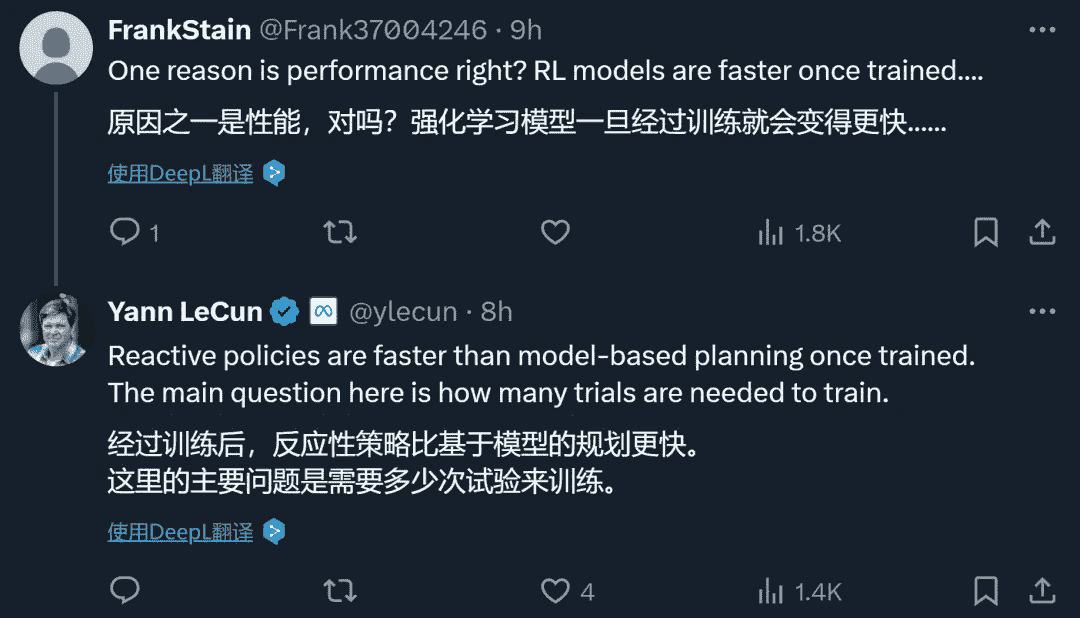 FrankStain @Frank37004246 · 9h
One reason is performance right? RL models are faster once trained....
原因之一是性能，对吗？强化学习模型一旦经过训练就会变得更快......
使用DeepL翻译
1 1.8K
Yann LeCun @ylecun · 8h
Reactive policies are faster than model-based planning once trained.
The main question here is how many trials are needed to train.
经过训练后，反应性策略比基于模型的规划更快。
这里的主要问题是需要多少次试验来训练。
使用DeepL翻译
4 1.4K